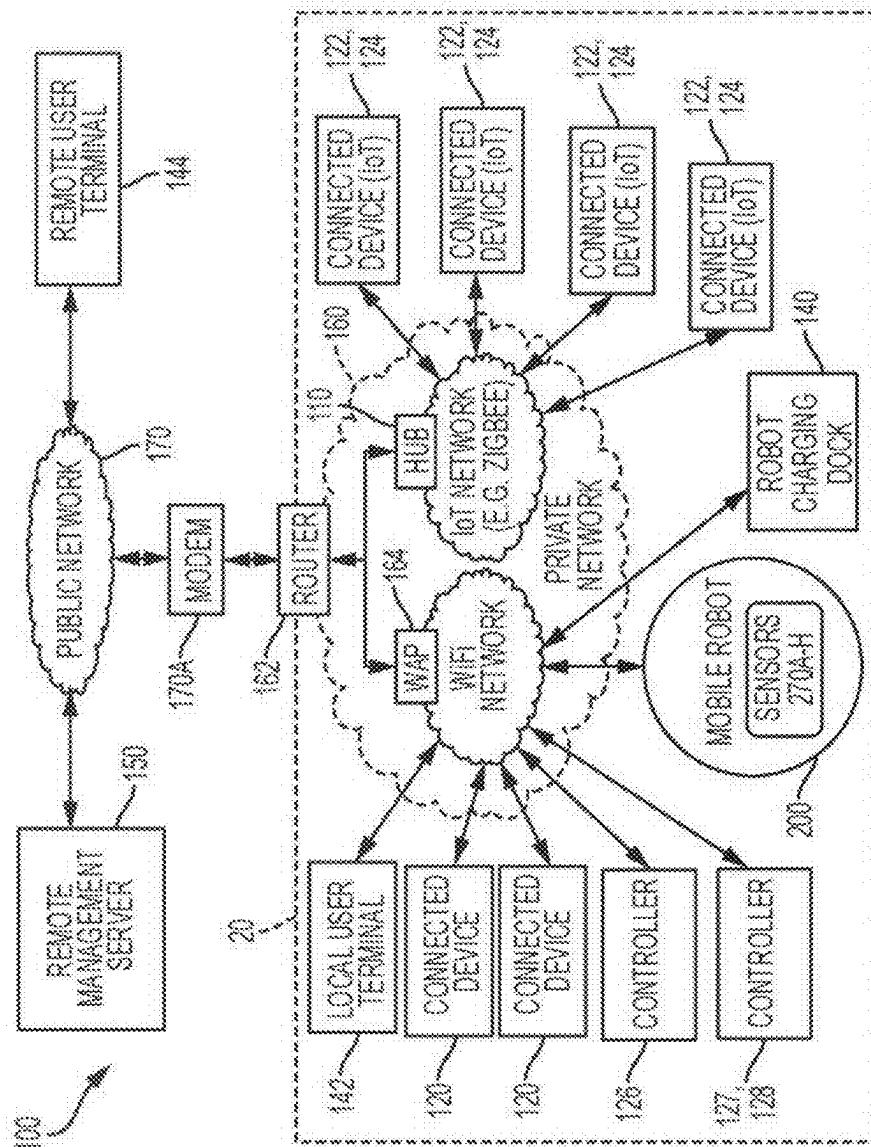 100
REMOTE
MANAGEMENT
SERVER
150
PUBLIC NETWORK
170
REMOTE USER
TERMINAL
144
MODEM
170A
20
ROUTER
162
LOCAL USER
TERMINAL
142
CONNECTED
DEVICE
120
CONNECTED
DEVICE
120
CONTROLLER
126
CONTROLLER
127,
128
WAP
164
WiFi
NETWORK
HUB
110
160
IoT NETWORK
(E.G. ZIGBEE)
PRIVATE
NETWORK
CONNECTED
DEVICE (IoT)
122,
124
CONNECTED
DEVICE (IoT)
122,
124
CONNECTED
DEVICE (IoT)
122,
124
CONNECTED
DEVICE (IoT)
122,
124
MOBILE ROBOT
SENSORS
270A-H
200
ROBOT
CHARGING
DOCK
140